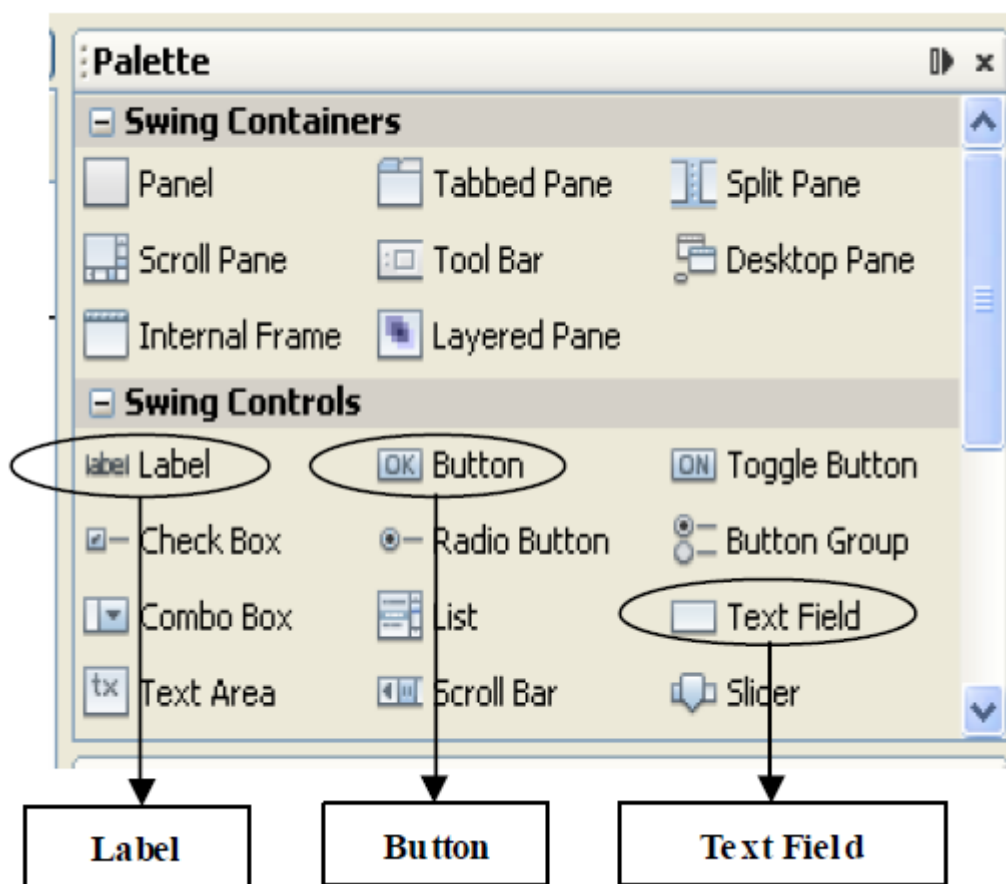 Palette
Swing Containers
Panel Tabbed Pane Split Pane
Scroll Pane Tool Bar Desktop Pane
Internal Frame Layered Pane
Swing Controls
label Label OK Button ON Toggle Button
Check Box Radio Button Button Group
Combo Box List Text Field
tx Text Area Scroll Bar Slider
Label Button Text Field